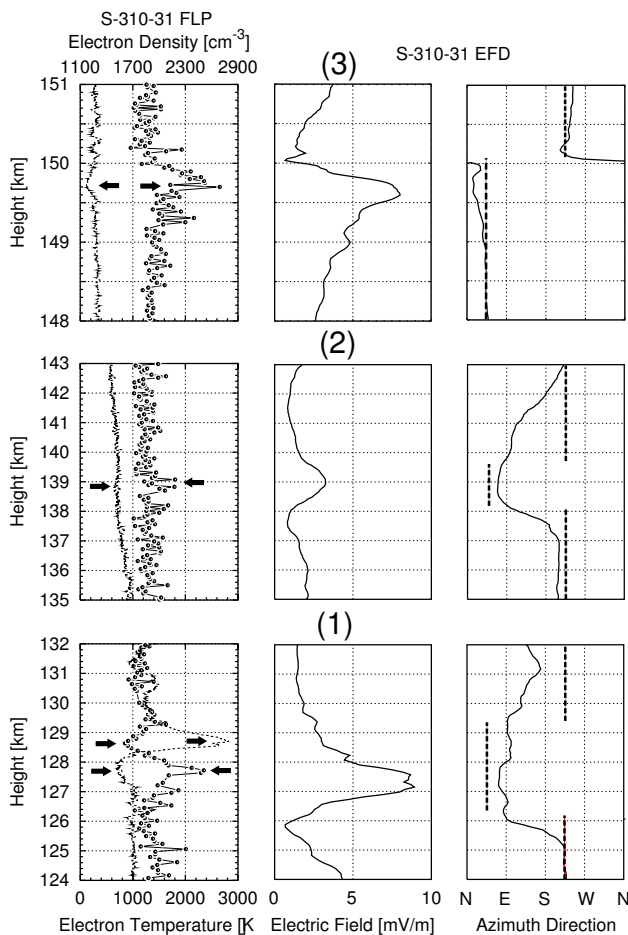 S-310-31 FLP
Electron Density [cm-3]
1100 1700 2300 2900
(3)
S-310-31 EFD
151
150
149
148
Height [km]
(2)
143
142
141
140
139
138
137
136
135
Height [km]
(1)
132
131
130
129
128
127
126
125
124
Height [km]
0 1000 2000 3000
0 5 10
N E S W N
Electron Temperature [K
Electric Field [mV/m]
Azimuth Direction